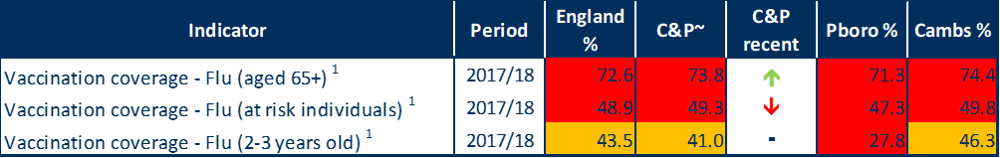 Indicator Period England % C&P~ C&P recent Pboro % Cambs %
Vaccination coverage - Flu (aged 65+) 1 2017/18 72.6 73.8 71.3 74.4
Vaccination coverage - Flu (at risk individuals) 1 2017/18 48.9 49.3 47.3 49.8
Vaccination coverage - Flu (2-3 years old) 1 2017/18 43.5 41.0 - 27.8 46.3